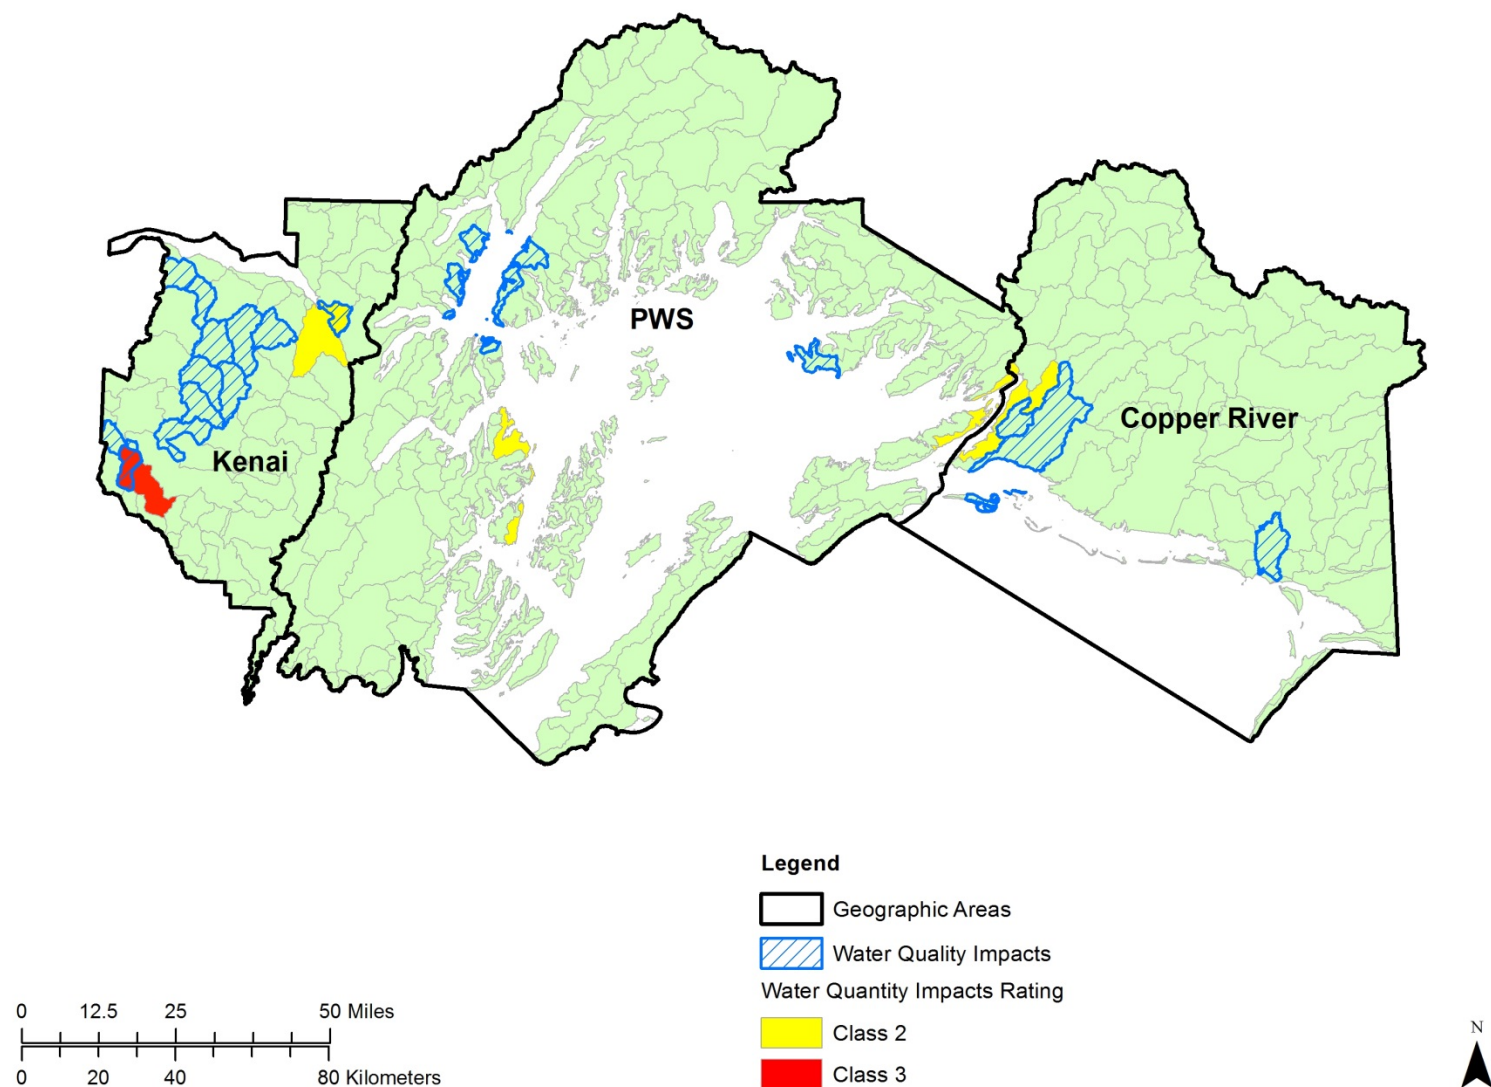 PWS
Copper River
Kenai
Legend
Geographic Areas
Water Quality Impacts
Water Quantity Impacts Rating
Class 2
Class 3
0 12.5 25 50 Miles
0 20 40 80 Kilometers
N